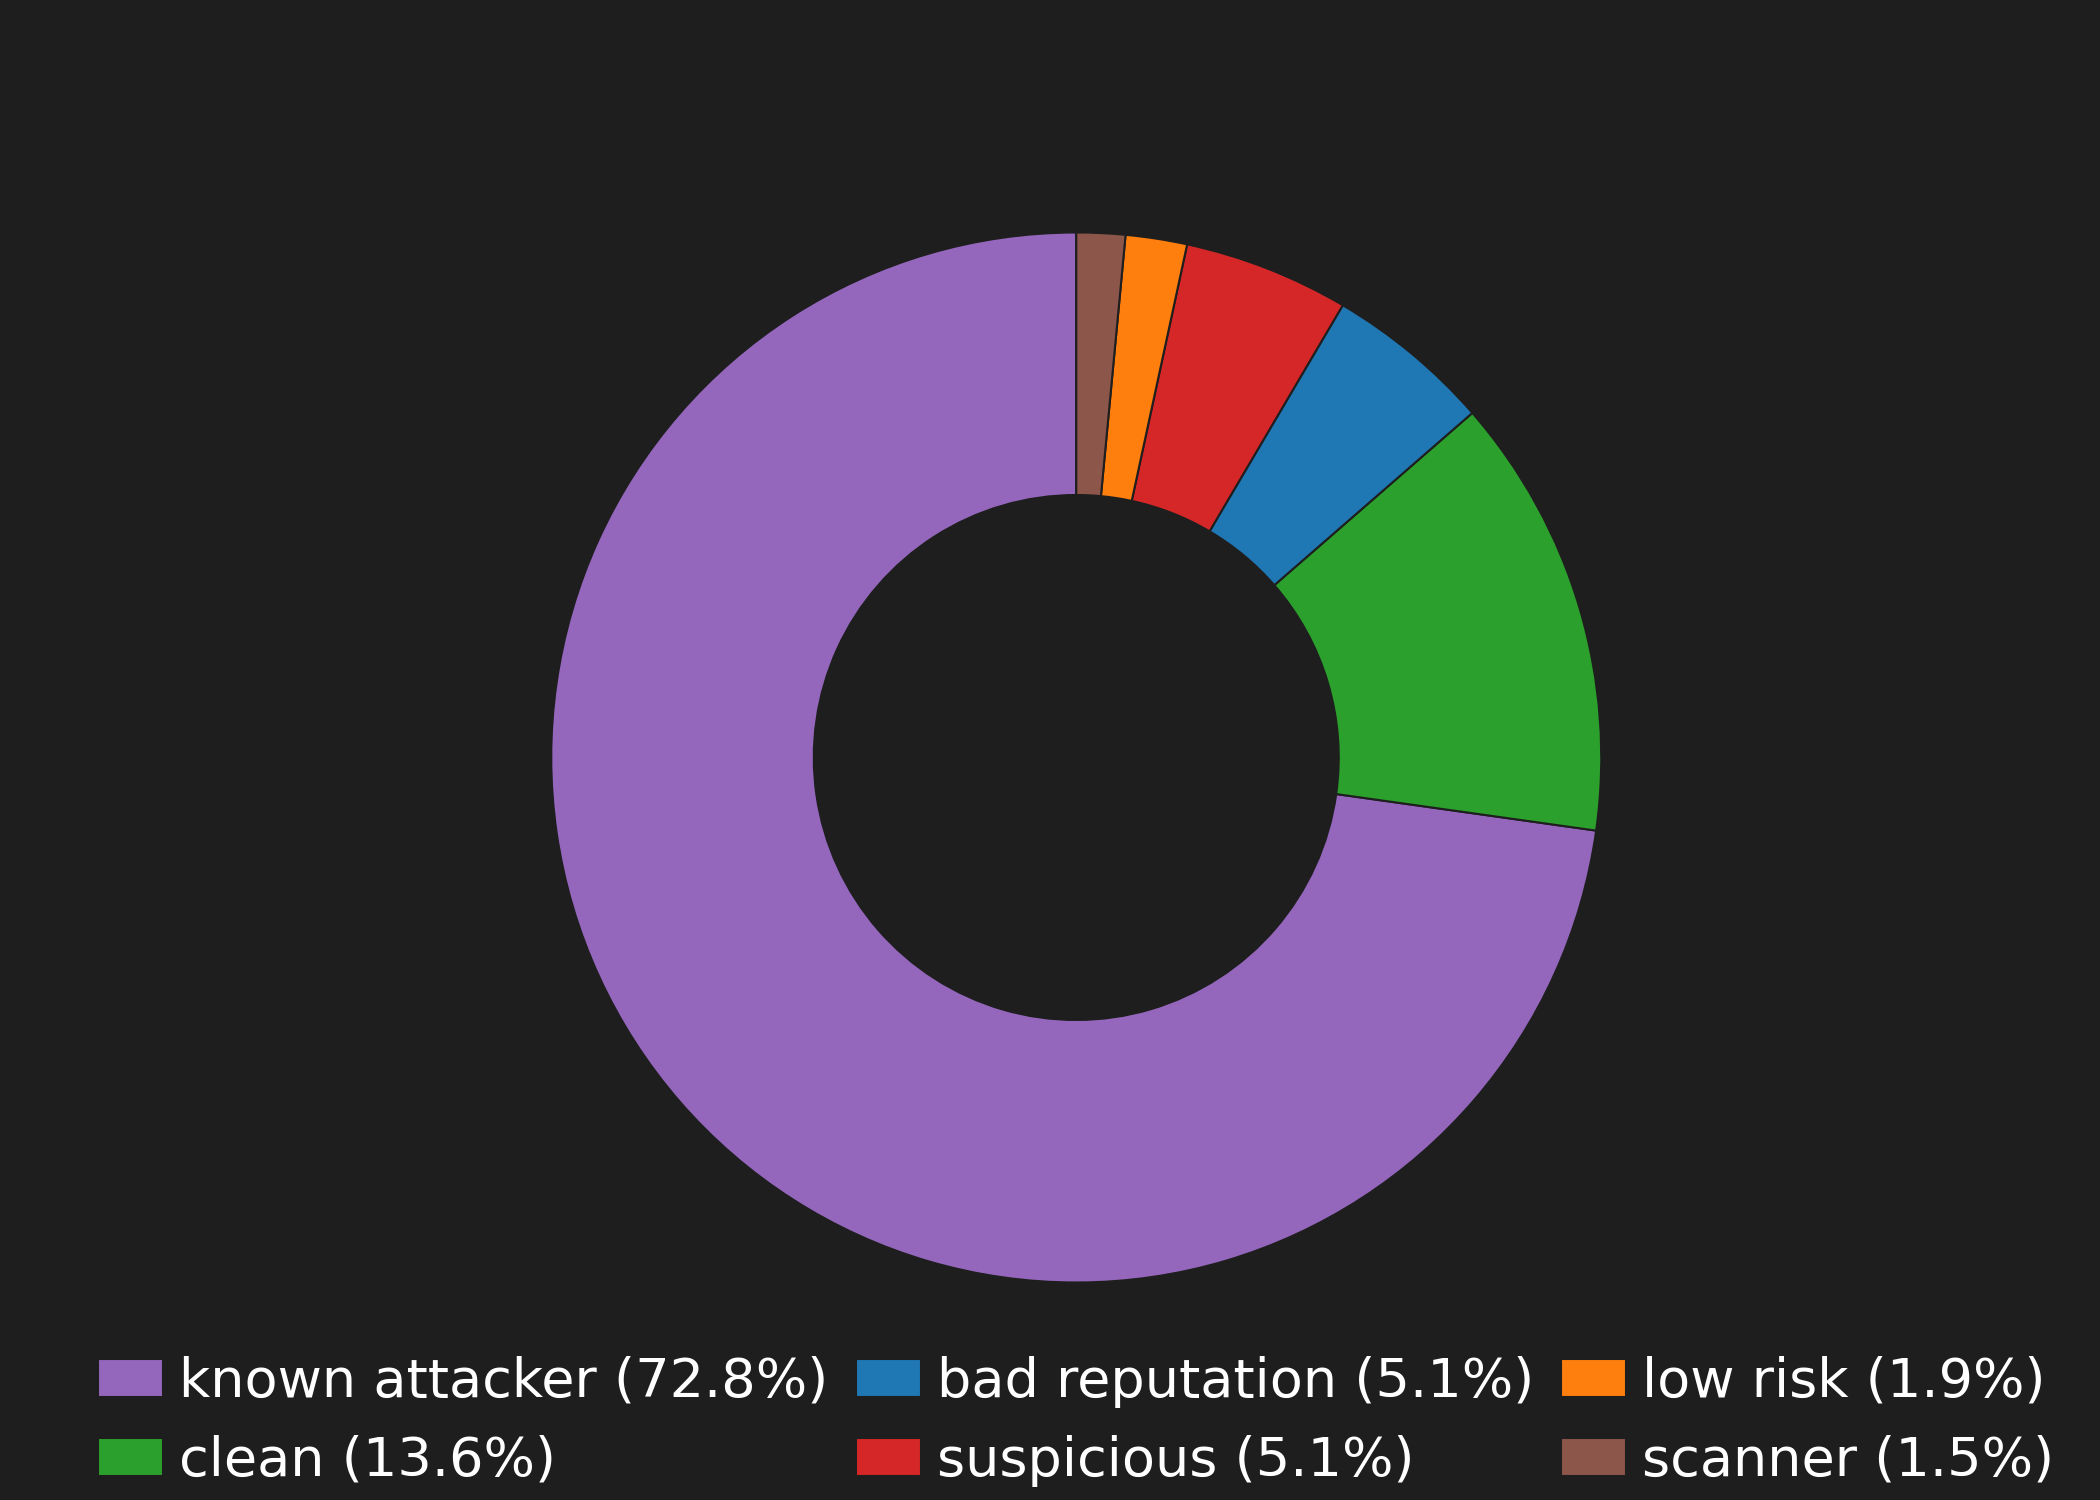 known attacker (72.8%)
clean (13.6%)
bad reputation (5.1%)
suspicious (5.1%)
low risk (1.9%)
scanner (1.5%)